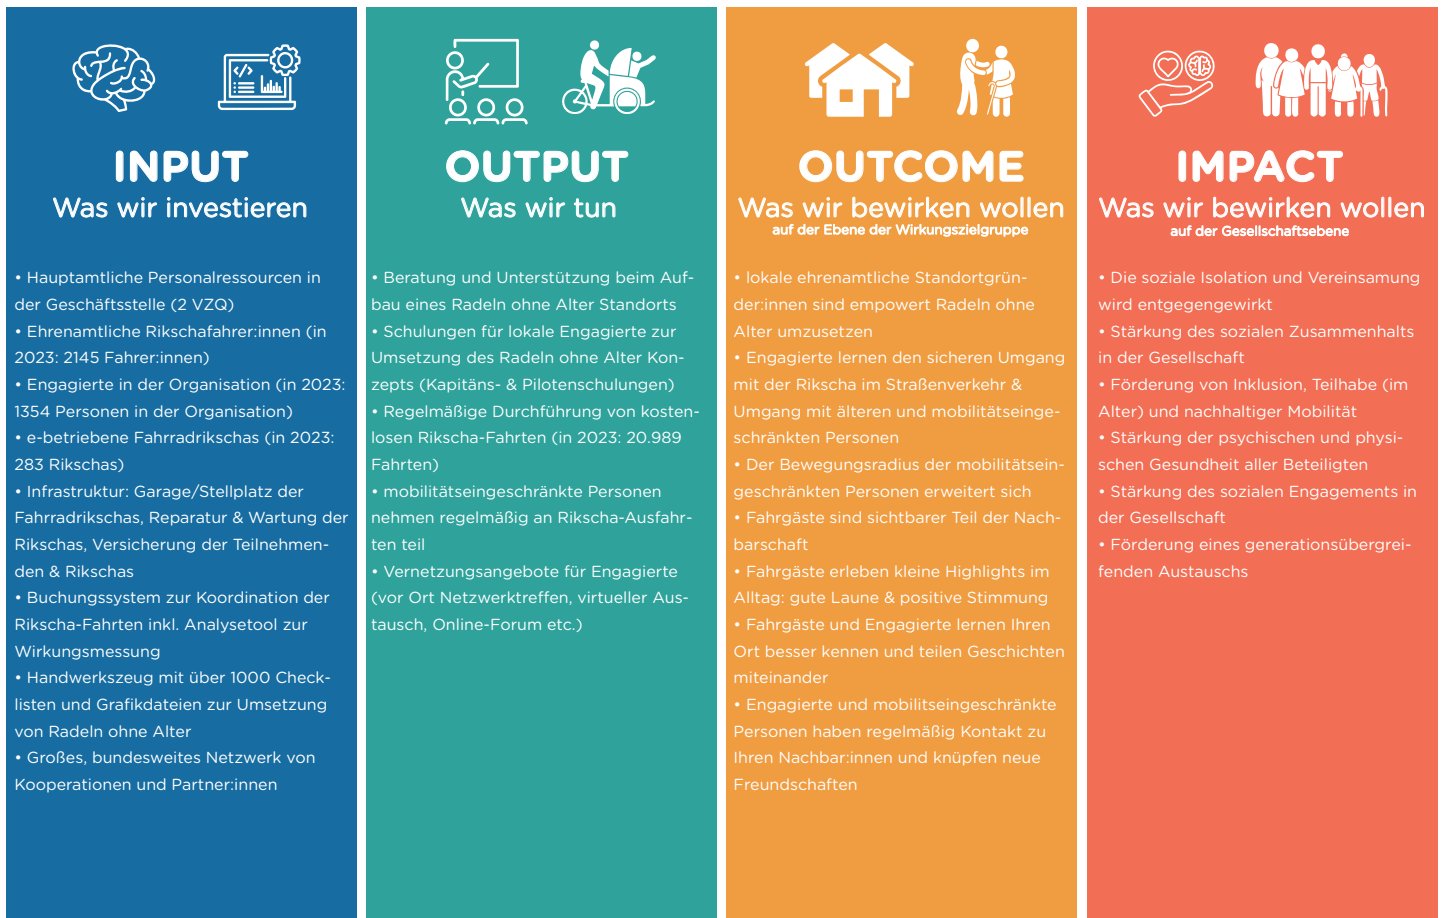 INPUT
Was wir investieren
• Hauptamtliche Personalressourcen in
der Geschäftsstelle (2 VZQ)
• Ehrenamtliche Rikschafahrer:innen (in
2023: 2145 Fahrer:innen)
• Engagierte in der Organisation (in 2023:
1354 Personen in der Organisation)
• e-betriebene Fahrradrikschas (in 2023:
283 Rikschas)
• Infrastruktur: Garage/Stellplatz der
Fahrradrikschas, Reparatur & Wartung der
Rikschas, Versicherung der Teilnehmen-
den & Rikschas
• Buchungssystem zur Koordination der
Rikscha-Fahrten inkl. Analysetool zur
Wirkungsmessung
• Handwerkszeug mit über 1000 Check-
listen und Grafikdateien zur Umsetzung
von Radeln ohne Alter
• Großes, bundesweites Netzwerk von
Kooperationen und Partner:innen
OUTPUT
Was wir tun
• Beratung und Unterstützung beim Auf-
bau eines Radeln ohne Alter Standorts
• Schulungen für lokale Engagierte zur
Umsetzung des Radeln ohne Alter Kon-
zepts (Kapitäns- & Pilotenschulungen)
• Regelmäßige Durchführung von kosten-
losen Rikscha-Fahrten (in 2023: 20.989
Fahrten)
• mobilitätseingeschränkte Personen
nehmen regelmäßig an Rikscha-Ausfahr-
ten teil
• Vernetzungsangebote für Engagierte
(vor Ort Netzwerktreffen, virtueller Aus-
tausch, Online-Forum etc.)
OUTCOME
Was wir bewirken wollen
auf der Ebene der Wirkungszielgruppe
• lokale ehrenamtliche Standortgrün-
der:innen sind empowert Radeln ohne
Alter umzusetzen
• Engagierte lernen den sicheren Umgang
mit der Rikscha im Straßenverkehr &
Umgang mit älteren und mobilitätseinge-
schränkten Personen
• Der Bewegungsradius der mobilitätsein-
geschränkten Personen erweitert sich
• Fahrgäste sind sichtbarer Teil der Nach-
barschaft
• Fahrgäste erleben kleine Highlights im
Alltag: gute Laune & positive Stimmung
• Fahrgäste und Engagierte lernen Ihren
Ort besser kennen und teilen Geschichten
miteinander
• Engagierte und mobilitseingeschränkte
Personen haben regelmäßig Kontakt zu
Ihren Nachbar:innen und knüpfen neue
Freundschaften
IMPACT
Was wir bewirken wollen
auf der Gesellschaftsebene
• Die soziale Isolation und Vereinsamung
wird entgegengewirkt
• Stärkung des sozialen Zusammenhalts
in der Gesellschaft
• Förderung von Inklusion, Teilhabe (im
Alter) und nachhaltiger Mobilität
• Stärkung der psychischen und physi-
schen Gesundheit aller Beteiligten
• Stärkung des sozialen Engagements in
der Gesellschaft
• Förderung eines generationsübergrei-
fenden Austauschs